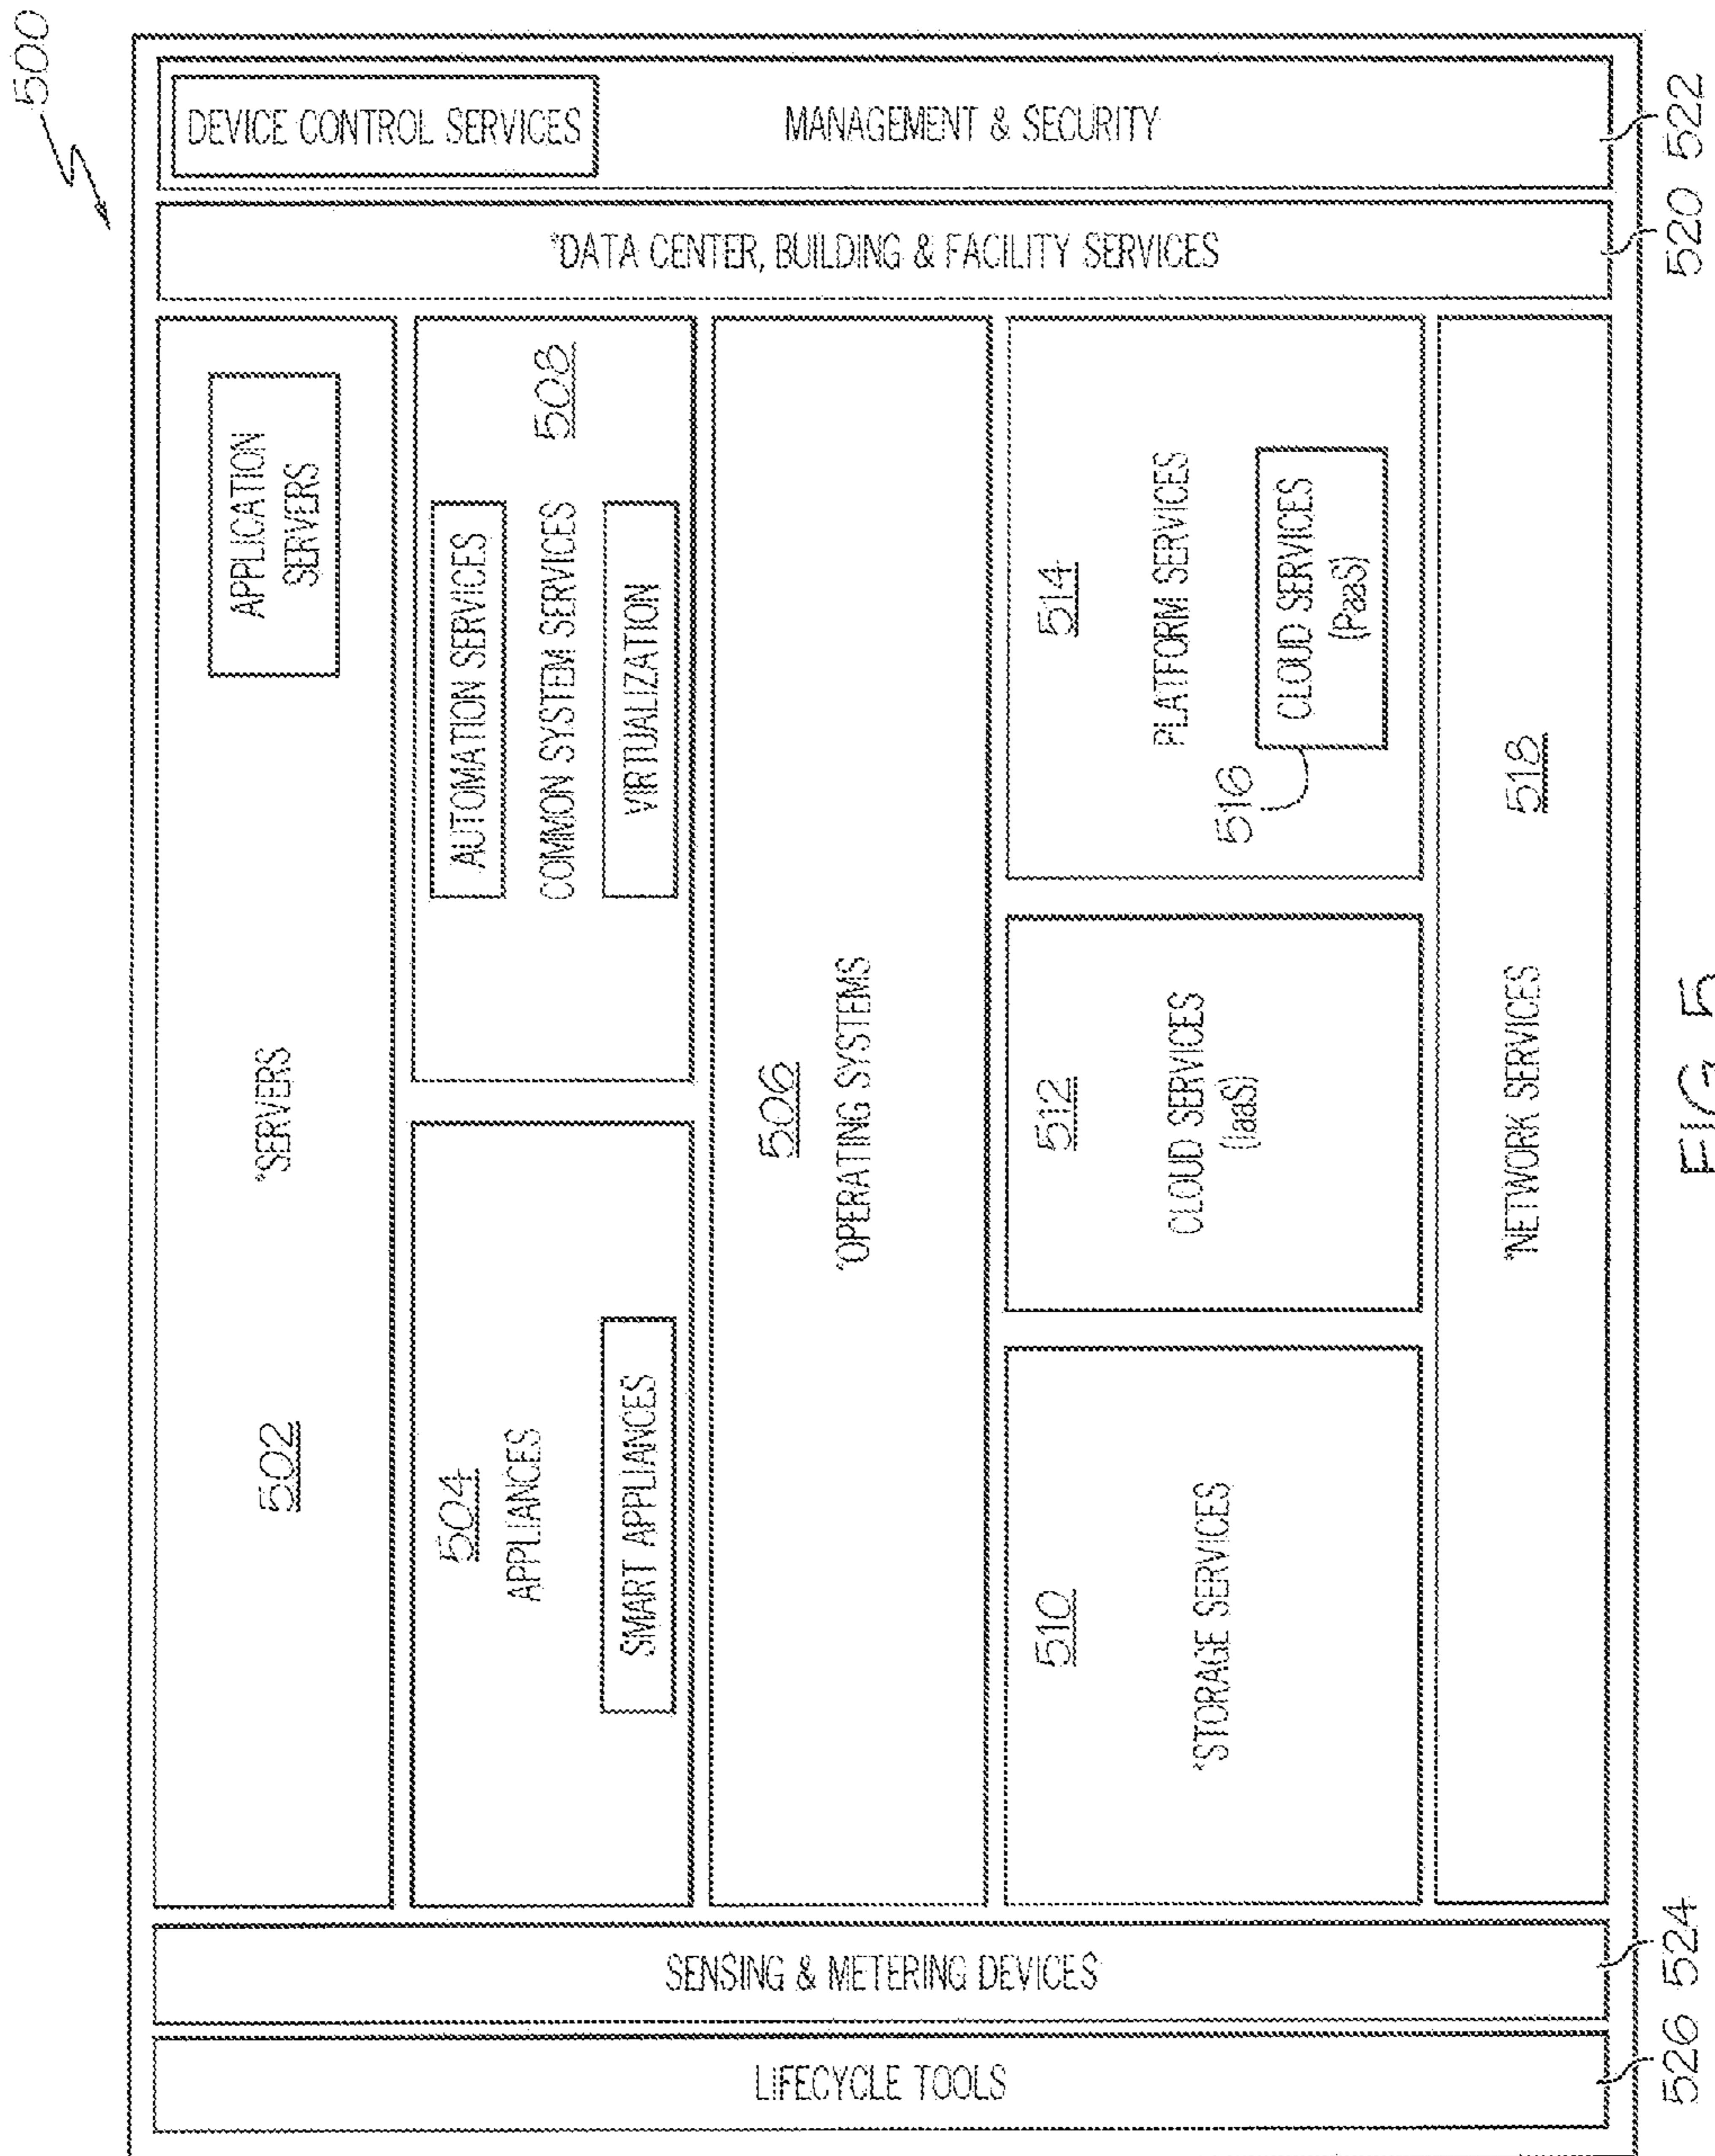 500
LIFECYCLE TOOLS
SENSING & METERING DEVICES
502
*SERVERS
APPLICATION
SERVERS
504
APPLIANCES
SMART APPLIANCES
AUTOMATION SERVICES
COMMON SYSTEM SERVICES
508
VIRTUALIZATION
506
*OPERATING SYSTEMS
510
*STORAGE SERVICES
512
CLOUD SERVICES
(IaaS)
514
PLATFORM SERVICES
516
CLOUD SERVICES
(PaaS)
*NETWORK SERVICES
518
*DATA CENTER, BUILDING & FACILITY SERVICES
DEVICE CONTROL SERVICES
MANAGEMENT & SECURITY
526 524
520 522
FIG. 5